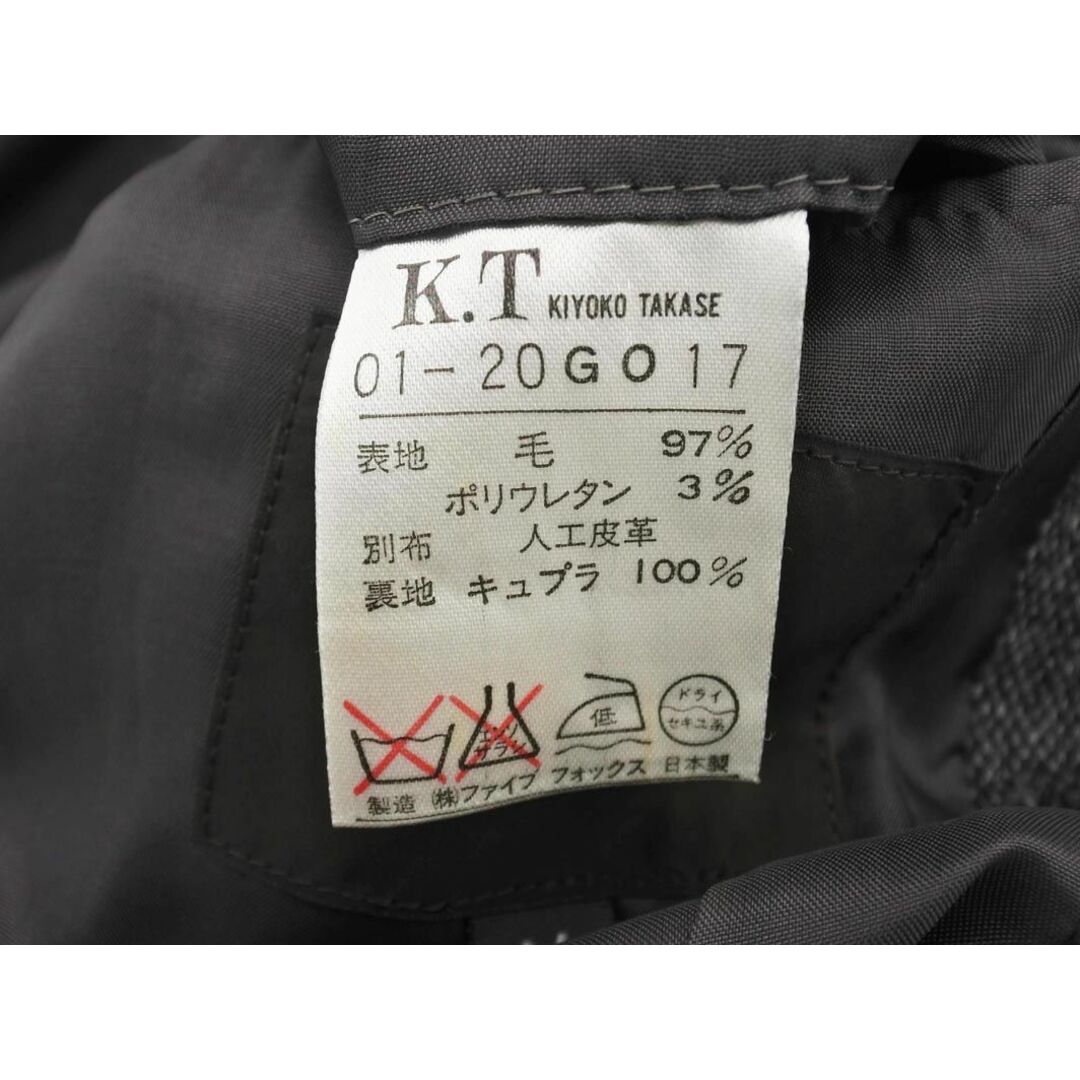 K.T KIYOKO TAKASE
01-20GO17
表地 毛 97%
ポリウレタン 3%
別布 人工皮革
裏地 キュプラ 100%
エンソ サラシ 低 ドライ セキユ系
製造 (株)ファイブ フォックス 日本製